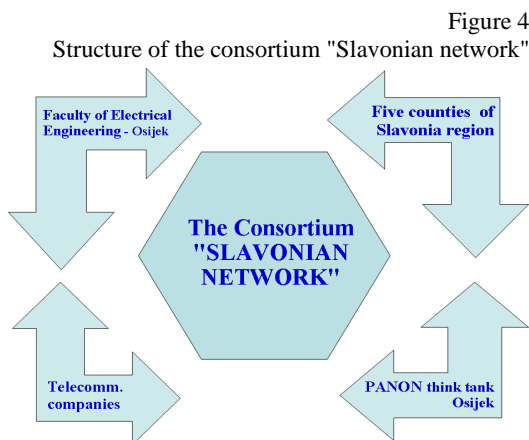 Figure 4
Structure of the consortium "Slavonian network"
Faculty of Electrical
Engineering - Osijek
Five counties of
Slavonia region
The Consortium
"SLAVONIAN
NETWORK"
Telecomm.
companies
PANON think tank
Osijek